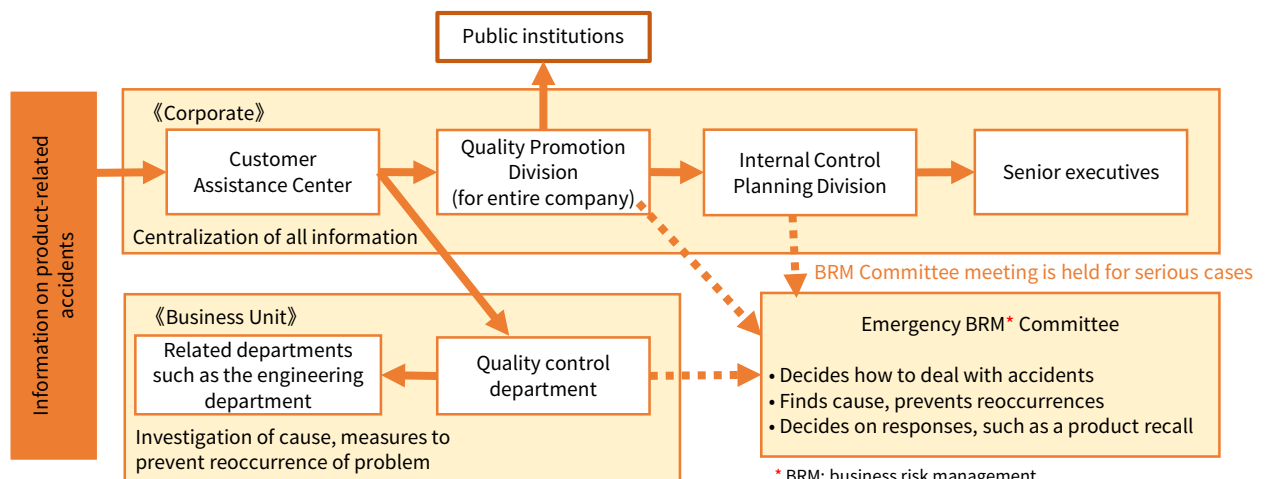 Public institutions
Information on product-related
accidents
《Corporate》
Customer
Assistance Center
Quality Promotion
Division
(for entire company)
Internal Control
Planning Division
Senior executives
Centralization of all information
BRM Committee meeting is held for serious cases
《Business Unit》
Related departments
such as the engineering
department
Quality control
department
Investigation of cause, measures to
prevent reoccurrence of problem
Emergency BRM* Committee
• Decides how to deal with accidents
• Finds cause, prevents reoccurrences
• Decides on responses, such as a product recall
* BRM: business risk management